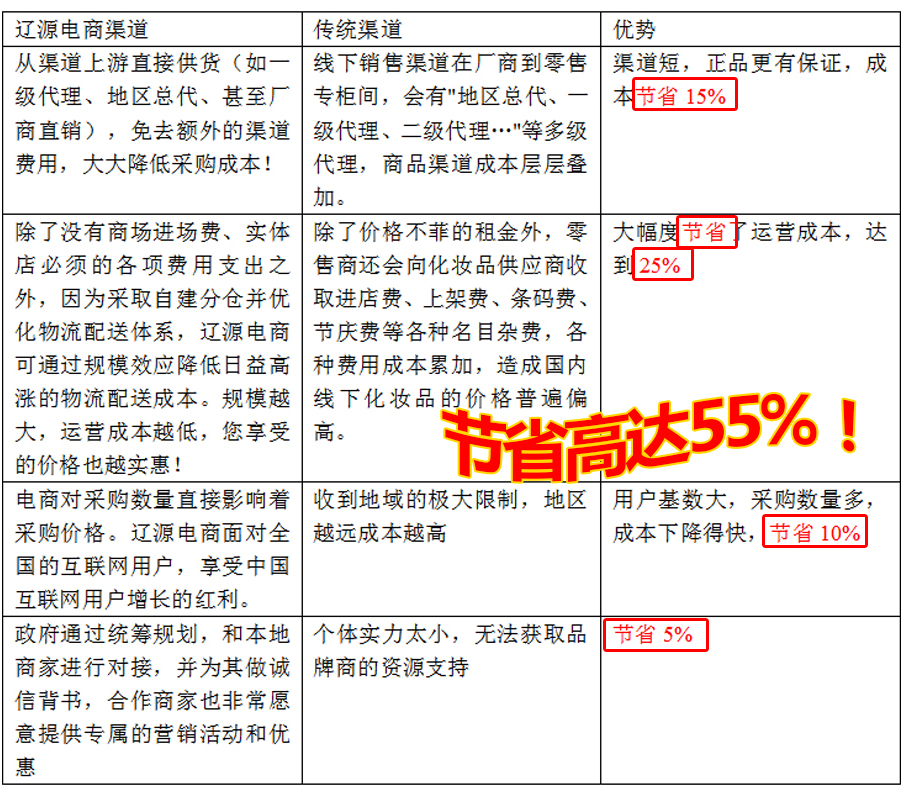 辽源电商渠道
传统渠道
优势
从渠道上游直接供货（如一
级代理、地区总代、甚至厂
商直销），免去额外的渠道
费用，大大降低采购成本！
线下销售渠道在厂商到零售
专柜间，会有"地区总代、一
级代理、二级代理…"等多级
代理，商品渠道成本层层叠
加。
渠道短，正品更有保证，成
本节省 15%
除了没有商场进场费、实体
店必须的各项费用支出之
外，因为采取自建分仓并优
化物流配送体系，辽源电商
可通过规模效应降低日益高
涨的物流配送成本。规模越
大，运营成本越低，您享受
的价格也越实惠！
除了价格不菲的租金外，零
售商还会向化妆品供应商收
取进店费、上架费、条码费、
节庆费等各种名目杂费，各
种费用成本累加，造成国内
线下化妆品的价格普遍偏
高。
大幅度节省了运营成本，达
到25%
节省高达55%！
电商对采购数量直接影响着
采购价格。辽源电商面对全
国的互联网用户，享受中国
互联网用户增长的红利。
收到地域的极大限制，地区
越远成本越高
用户基数大，采购数量多，
成本下降得快，节省 10%
政府通过统筹规划，和本地
商家进行对接，并为其做诚
信背书，合作商家也非常愿
意提供专属的营销活动和优
惠
个体实力太小，无法获取品
牌商的资源支持
节省 5%